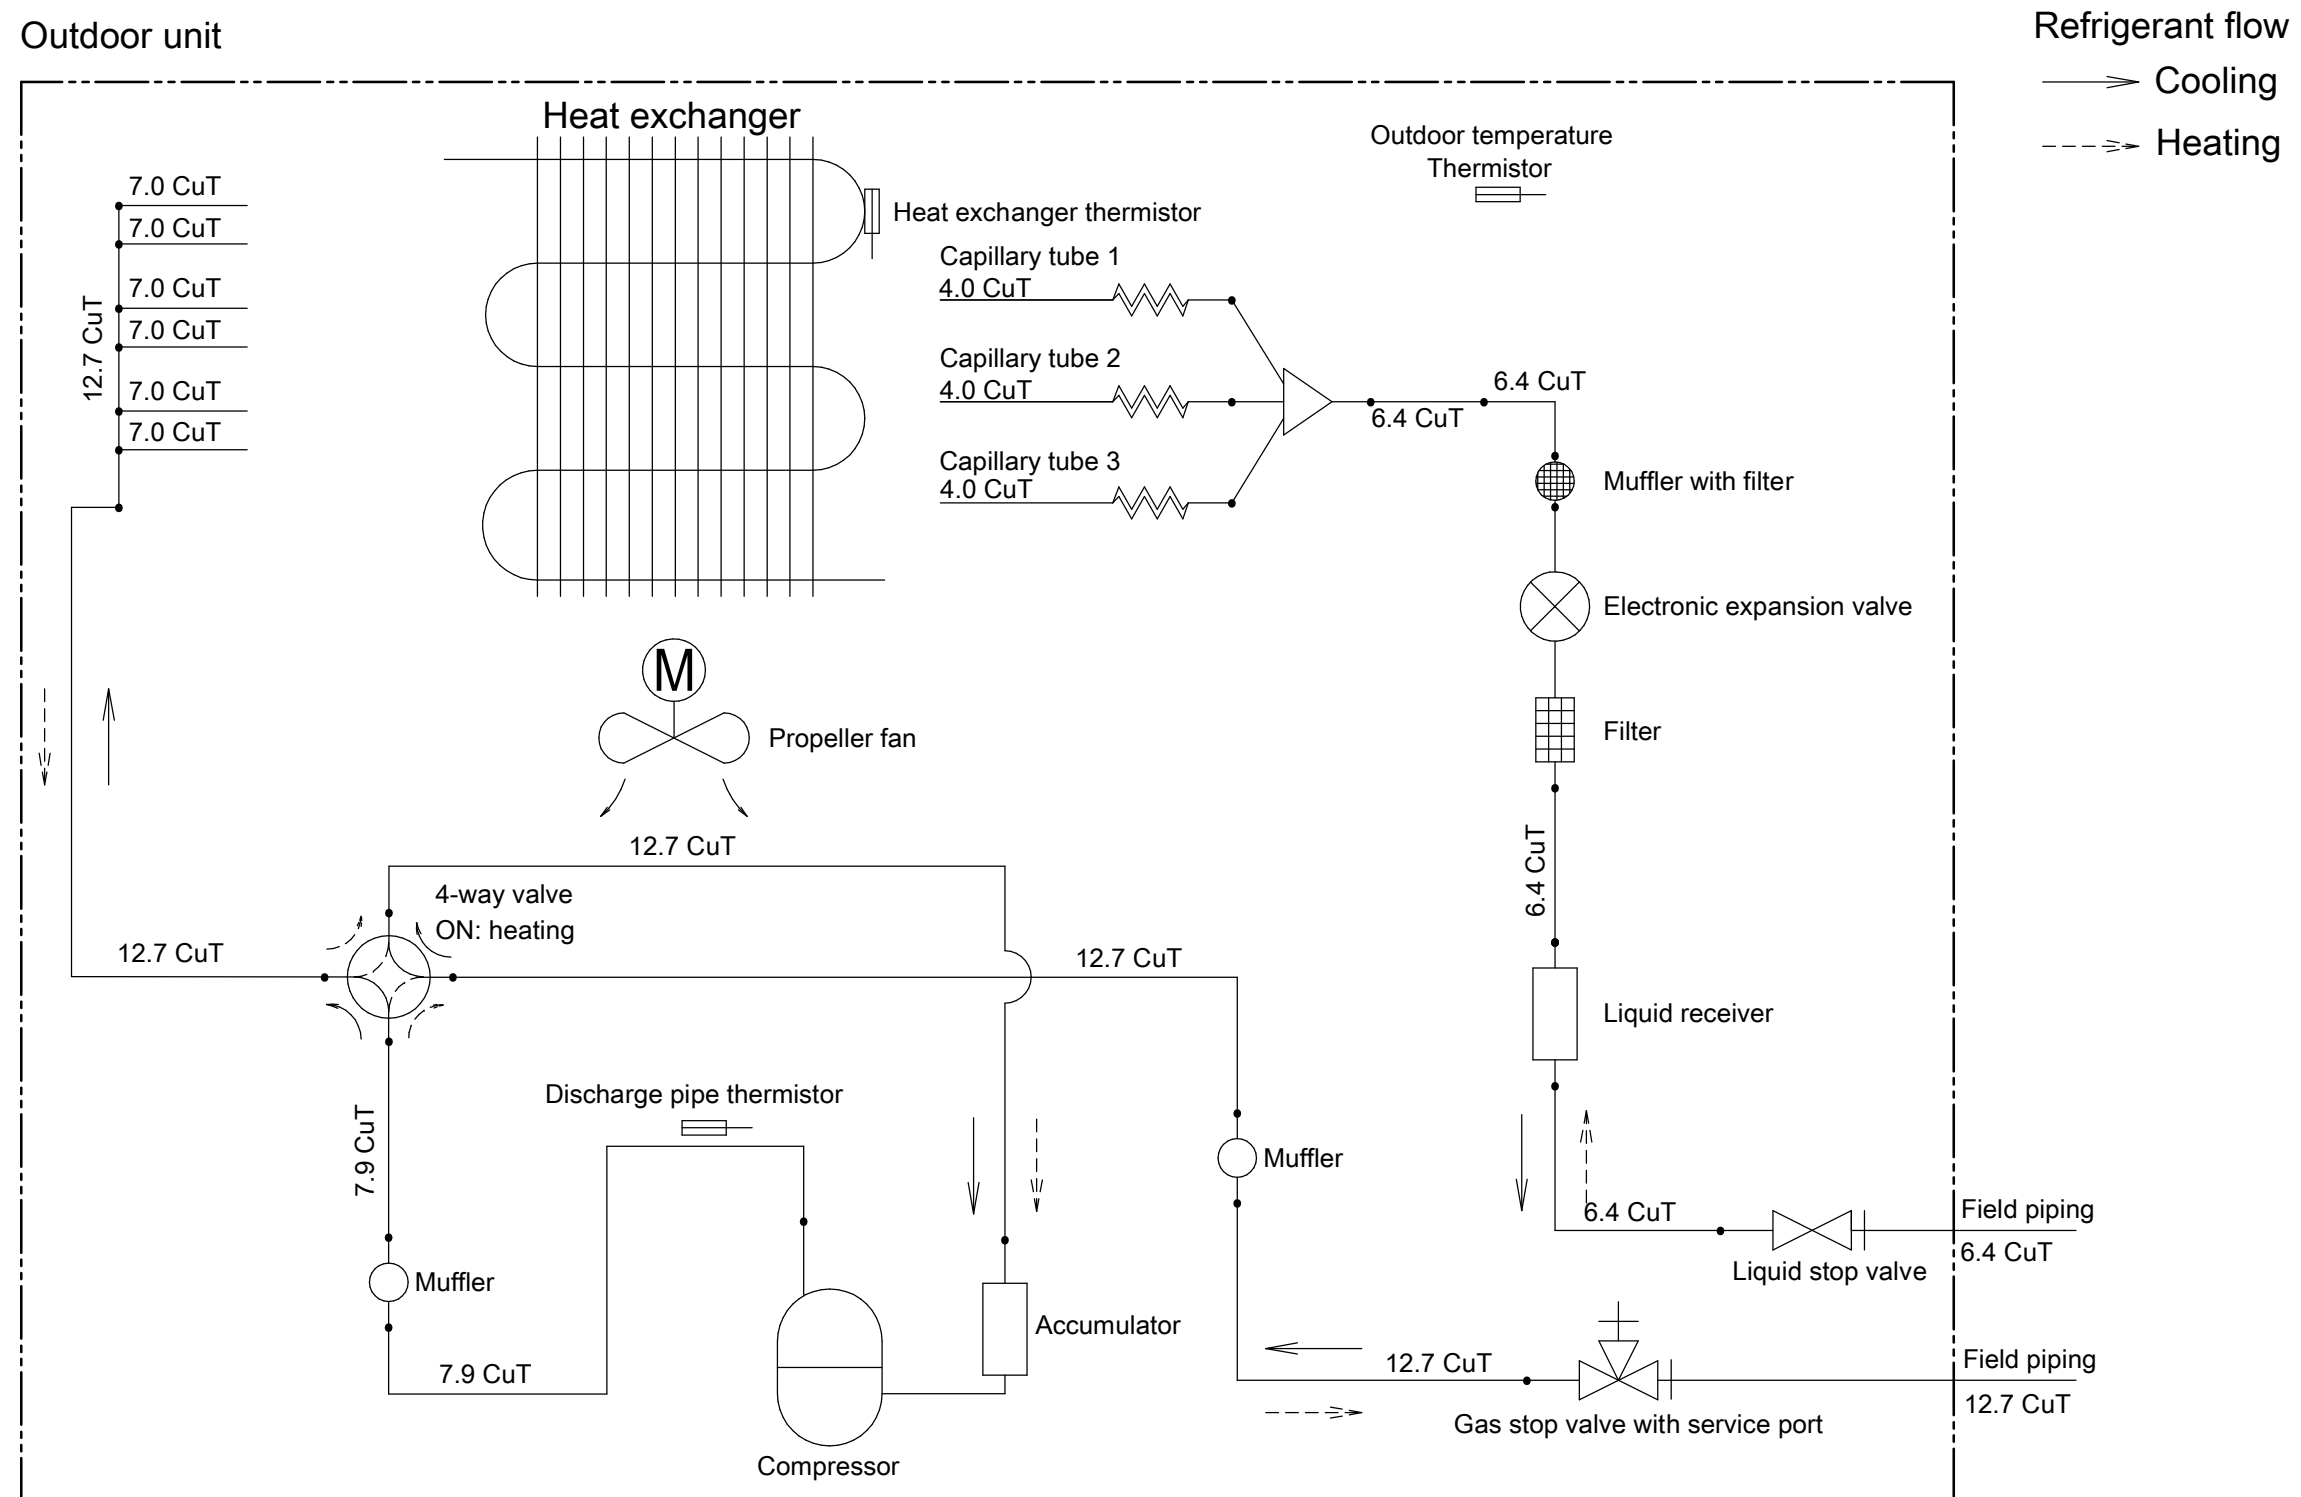 Outdoor unit
Refrigerant flow
Cooling
Heating
Heat exchanger
Outdoor temperature
Thermistor
7.0 CuT
7.0 CuT
7.0 CuT
7.0 CuT
7.0 CuT
7.0 CuT
12.7 CuT
Heat exchanger thermistor
Capillary tube 1
4.0 CuT
Capillary tube 2
4.0 CuT
Capillary tube 3
4.0 CuT
6.4 CuT
6.4 CuT
Muffler with filter
Electronic expansion valve
Filter
M
Propeller fan
12.7 CuT
4-way valve
ON: heating
12.7 CuT
12.7 CuT
6.4 CuT
Liquid receiver
Discharge pipe thermistor
7.9 CuT
Muffler
Muffler
7.9 CuT
Compressor
Accumulator
6.4 CuT
Liquid stop valve
Field piping
6.4 CuT
12.7 CuT
Gas stop valve with service port
Field piping
12.7 CuT